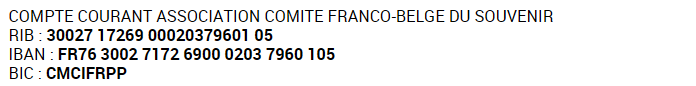 COMPTE COURANT ASSOCIATION COMITE FRANCO-BELGE DU SOUVENIR
RIB : 30027 17269 00020379601 05
IBAN : FR76 3002 7172 6900 0203 7960 105
BIC : CMCIFRPP